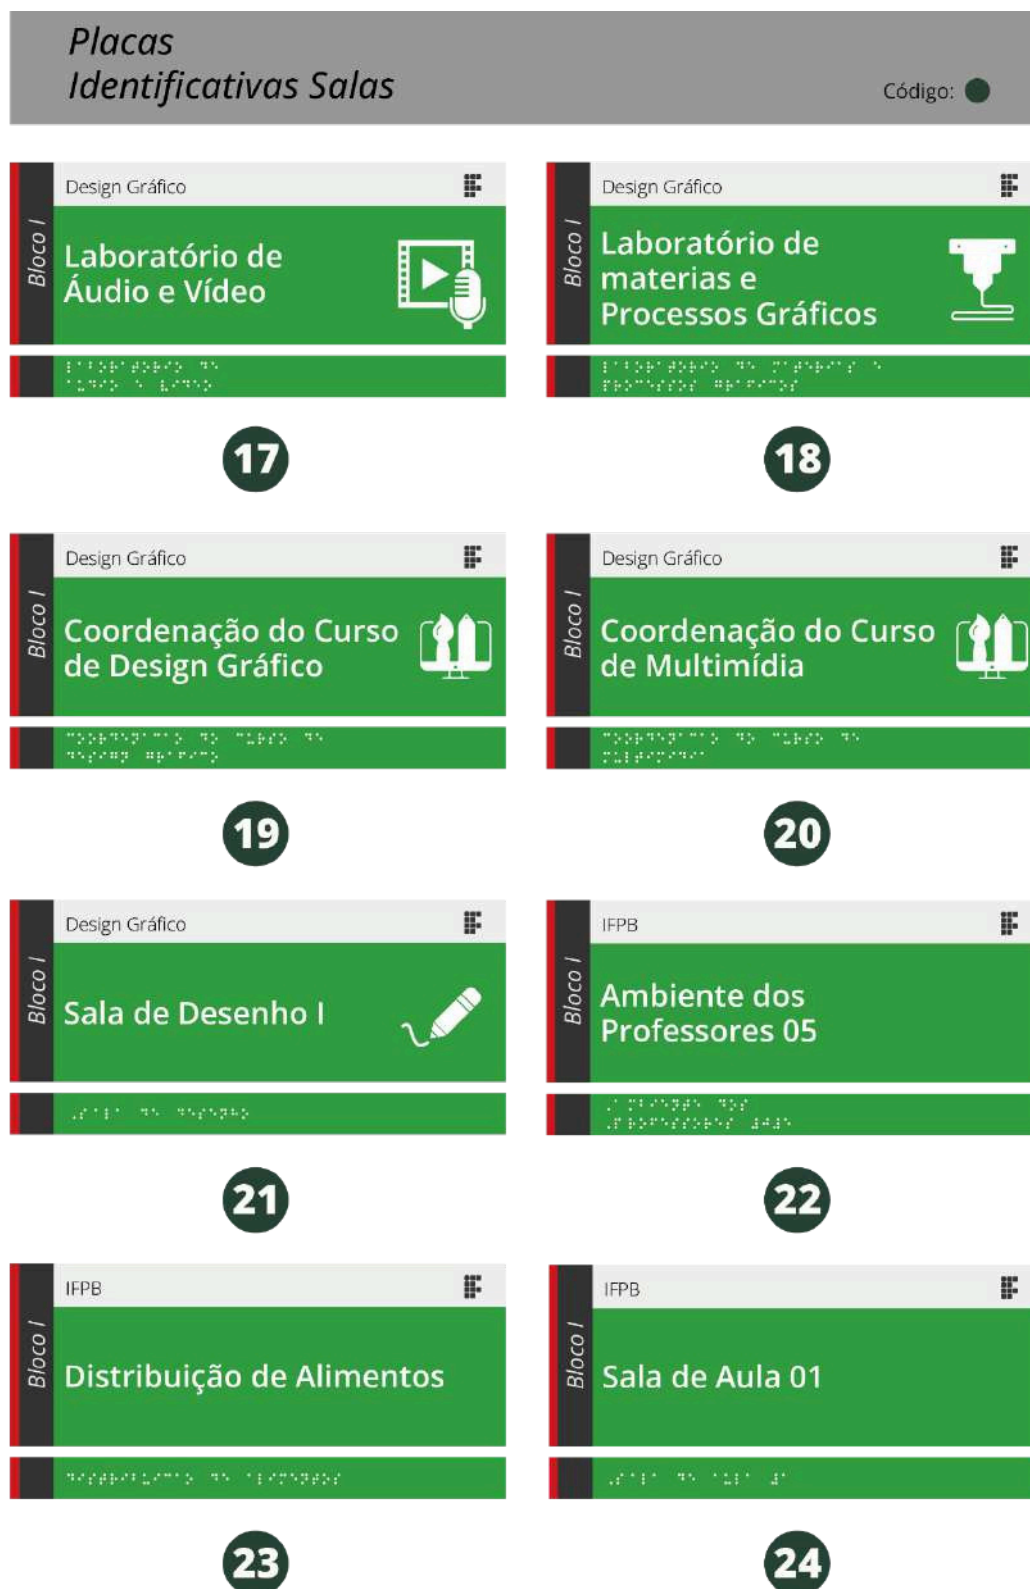 Placas
Identificativas Salas
Código:
Design Gráfico
Bloco I
Laboratório de
Áudio e Vídeo
17
Design Gráfico
Bloco I
Laboratório de
materias e
Processos Gráficos
18
Design Gráfico
Bloco I
Coordenação do Curso
de Design Gráfico
19
Design Gráfico
Bloco I
Coordenação do Curso
de Multimídia
20
Design Gráfico
Bloco I
Sala de Desenho I
21
IFPB
Bloco I
Ambiente dos
Professores 05
22
IFPB
Bloco I
Distribuição de Alimentos
23
IFPB
Bloco I
Sala de Aula 01
24